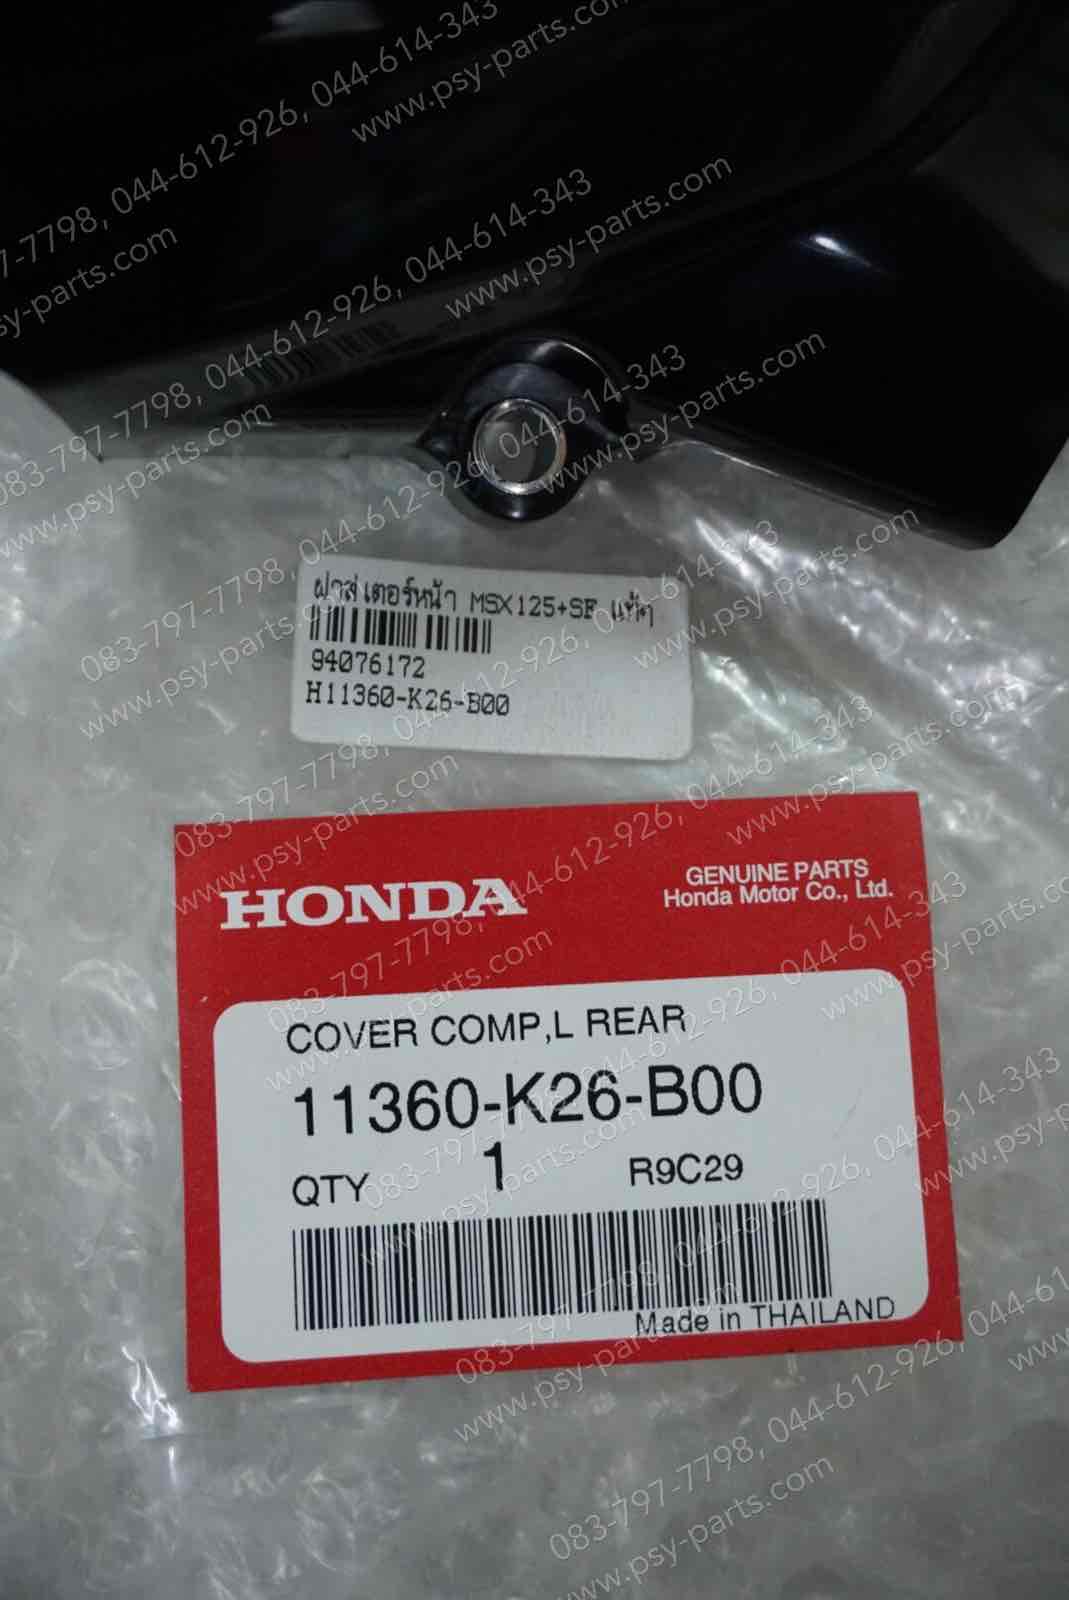 083-797-7798, 044-612-926, 044-614-343
www.psy-parts.com
ฝาสเตอร์หน้า MSX125+SF แท้ๆ
94076172
H11360-K26-B00
HONDA
GENUINE PARTS
Honda Motor Co., Ltd.
COVER COMP,L REAR
11360-K26-B00
QTY 1 R9C29
Made in THAILAND